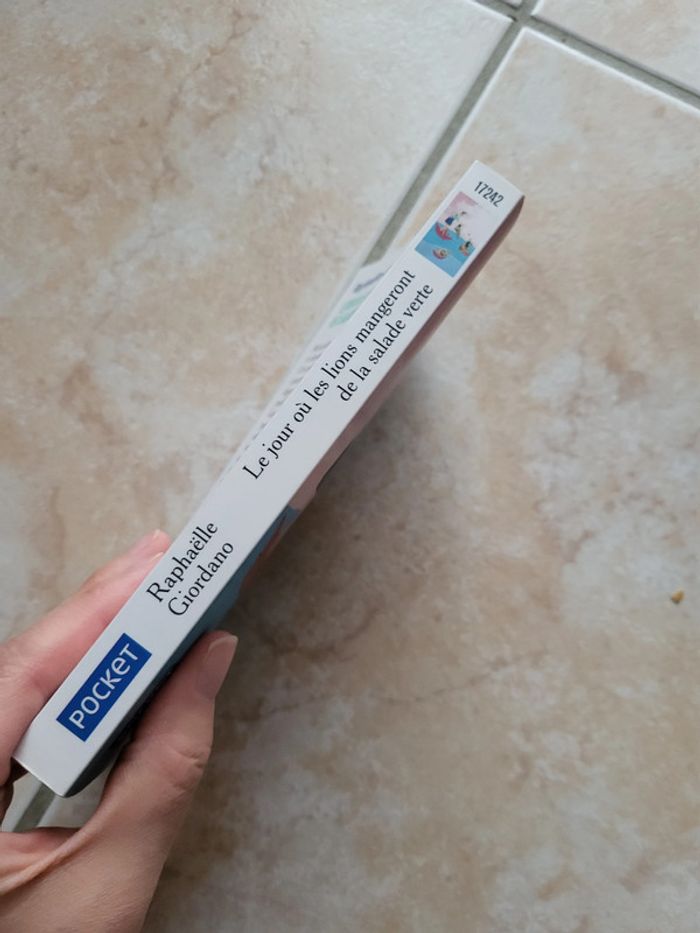 POCKET
Raphaëlle
Giordano
Le jour où les lions mangeront
de la salade verte
17242